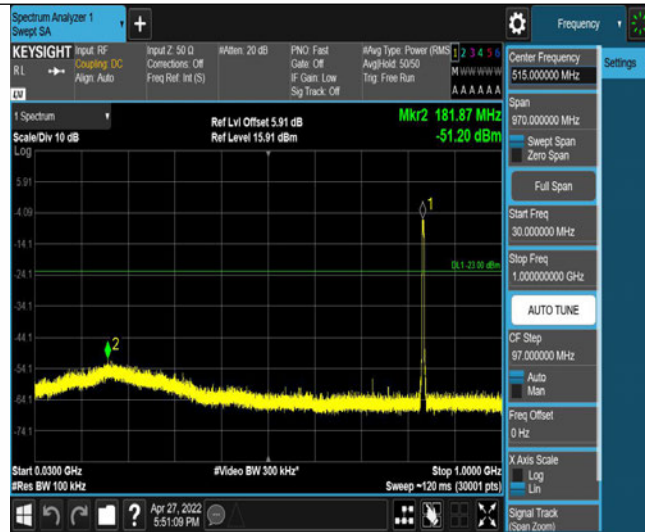 Spectrum Analyzer 1
Swept SA
Frequency
KEYSIGHT
RL
Input: RF
Coupling: DC
Align: Auto
Input Z: 50 Ω
Corrections: Off
Freq Ref: Int (S)
#Atten: 20 dB
PNO: Fast
Gate: Off
IF Gain: Low
Sig Track: Off
#Avg Type: Power (RMS
Avg|Hold: 50/50
Trig: Free Run
1 2 3 4 5 6
M W W W W W
A A A A A A
1 Spectrum
Scale/Div 10 dB
Log
Ref Lvl Offset 5.91 dB
Ref Level 15.91 dBm
Mkr2 181.87 MHz
-51.20 dBm
5.91
-4.09
-14.1
-24.1
-34.1
-44.1
-54.1
-64.1
-74.1
1
DL1 -23.00 dBm
2
Start 0.0300 GHz
#Res BW 100 kHz
#Video BW 300 kHz*
Stop 1.0000 GHz
Sweep ~120 ms (30001 pts)
Apr 27, 2022
5:51:09 PM
Settings
Center Frequency
515.000000 MHz
Span
970.000000 MHz
Swept Span
Zero Span
Full Span
Start Freq
30.000000 MHz
Stop Freq
1.000000000 GHz
AUTO TUNE
CF Step
97.000000 MHz
Auto
Man
Freq Offset
0 Hz
X Axis Scale
Log
Lin
Signal Track
(Span Zoom)